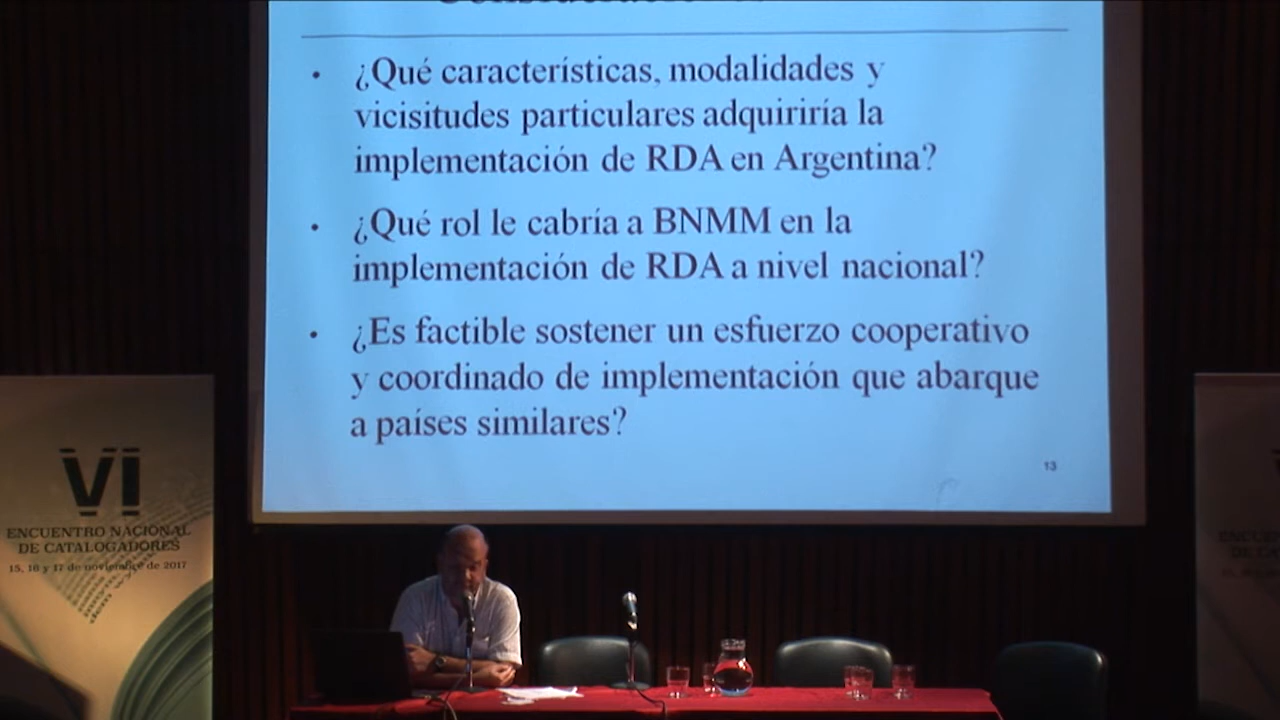 ¿Qué características, modalidades y
vicisitudes particulares adquiriría la
implementación de RDA en Argentina?
¿Qué rol le cabría a BNMM en la
implementación de RDA a nivel nacional?
¿Es factible sostener un esfuerzo cooperativo
y coordinado de implementación que abarque
a países similares?
13
VI
ENCUENTRO NACIONAL
DE CATALOGADORES
15, 16 y 17 de noviembre de 2017